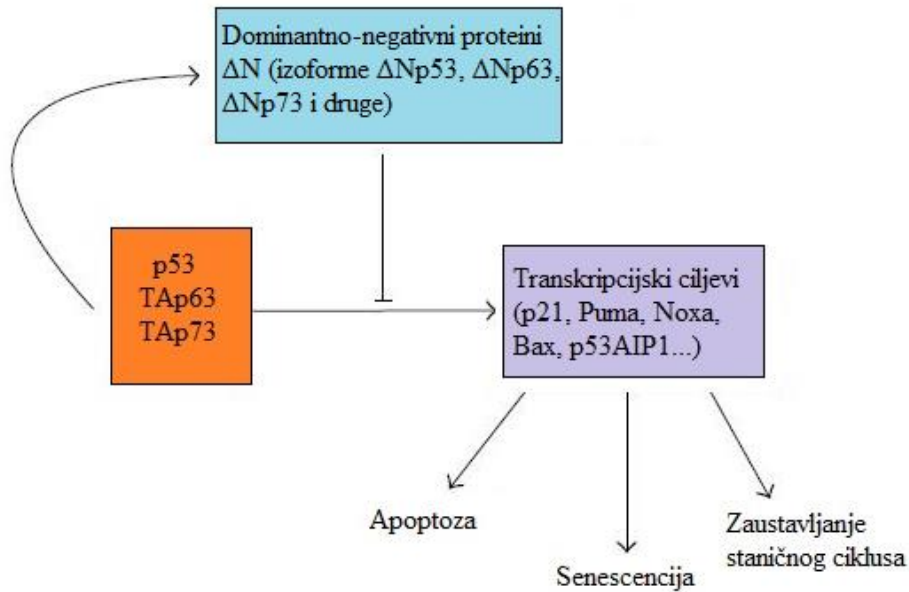 Dominantno-negativni proteini
ΔN (izoforme ΔNp53, ΔNp63,
ΔNp73 i druge)
p53
TAp63
TAp73
Transkripcijski ciljevi
(p21, Puma, Noxa,
Bax, p53AIP1...)
Apoptoza
Senescencija
Zaustavljanje
staničnog ciklusa